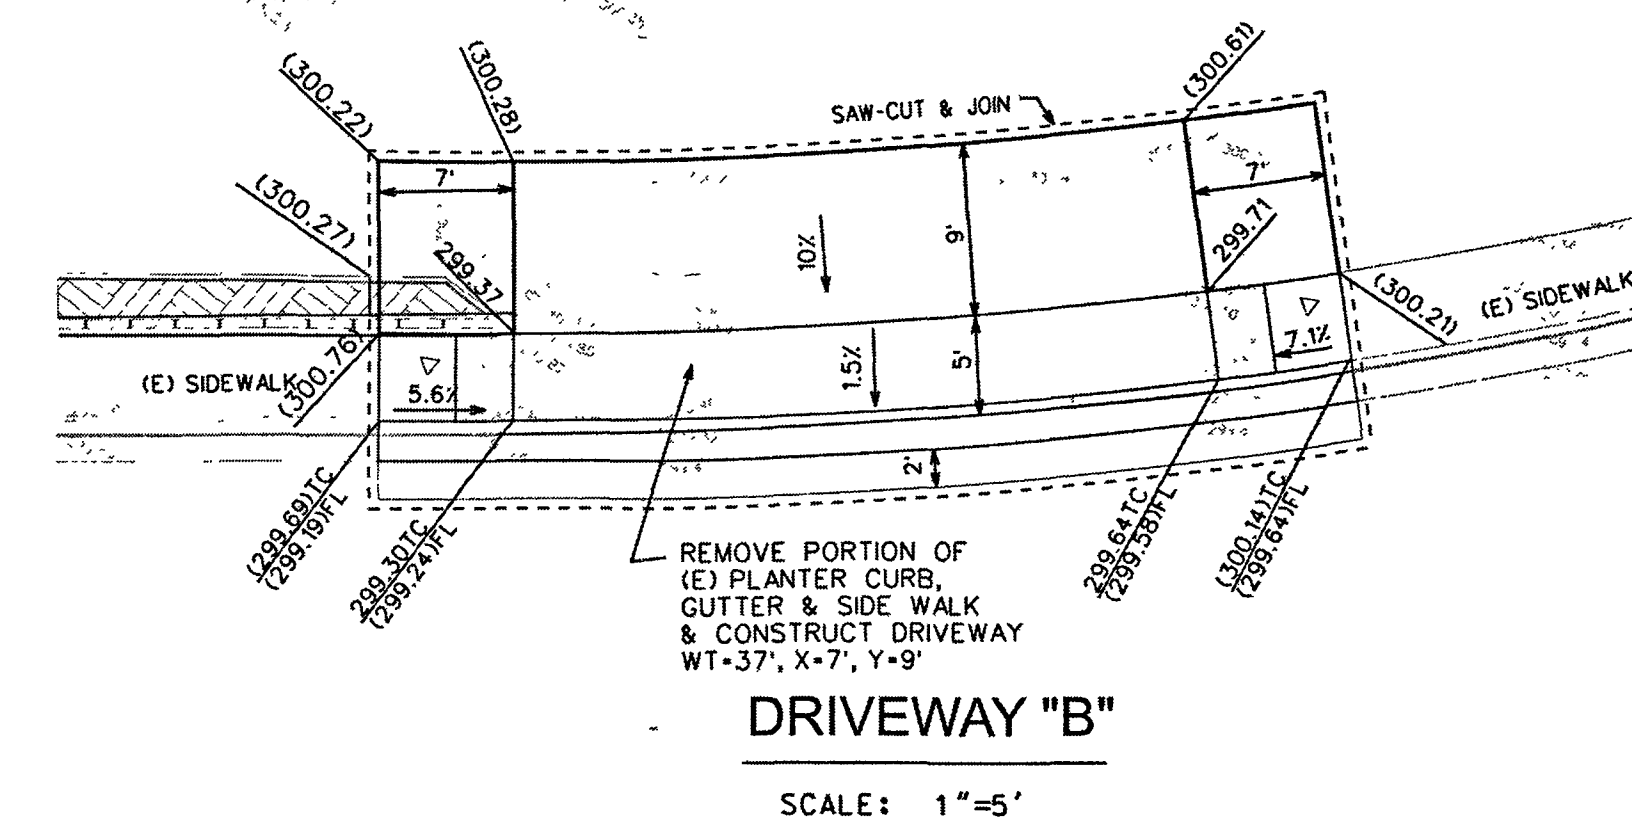 (300.22)
(300.28)
(300.61)
SAW-CUT & JOIN
7'
7'
(300.27)
299.37
10%
9'
299.71
(300.21)
(E) SIDEWALK
(300.76)
(E) SIDEWALK
5.6%
1.5%
5'
7.1%
2'
(299.69)TC
(299.19)FL
299.30TC
(299.24)FL
299.64TC
(299.58)FL
(300.14)TC
(299.64)FL
REMOVE PORTION OF
(E) PLANTER CURB,
GUTTER & SIDE WALK
& CONSTRUCT DRIVEWAY
WT=37', X=7', Y=9'
DRIVEWAY "B"
SCALE: 1"=5'